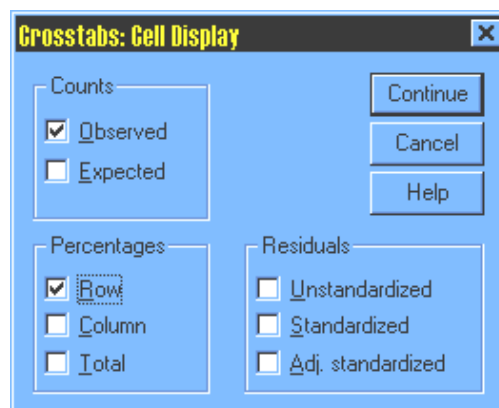 Crosstabs: Cell Display
Counts
Observed
Expected
Continue
Cancel
Help
Percentages
Row
Column
Total
Residuals
Unstandardized
Standardized
Adj. standardized